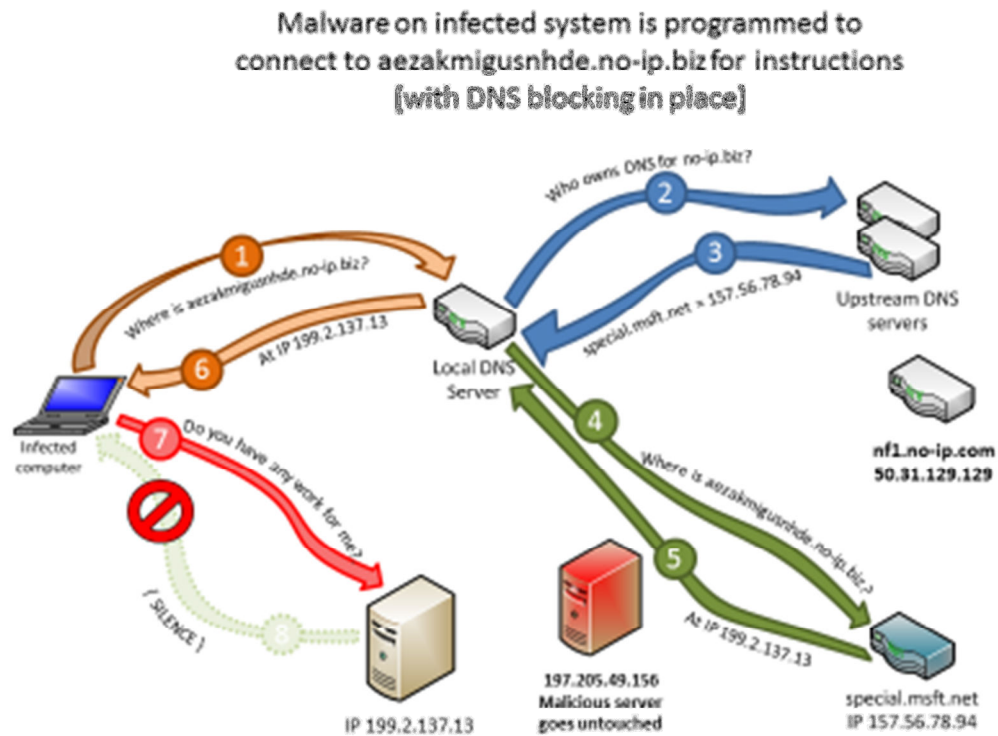 Malware on infected system is programmed to
connect to aezakmigusnhde.no-ip.biz for instructions
(with DNS blocking in place)
Who owns DNS for no-ip.biz?
2
1
3
Where is aezakmigusnhde.no-ip.biz?
special.msft.net = 157.56.78.94
Upstream DNS
servers
At IP 199.2.137.13
6
Local DNS
Server
4
Infected
computer
7
Do you have any work for me?
nf1.no-ip.com
50.31.129.129
Where is aezakmigusnhde.no-ip.biz?
5
( SILENCE )
8
At IP 199.2.137.13
197.205.49.156
Malicious server
goes untouched
IP 199.2.137.13
special.msft.net
IP 157.56.78.94